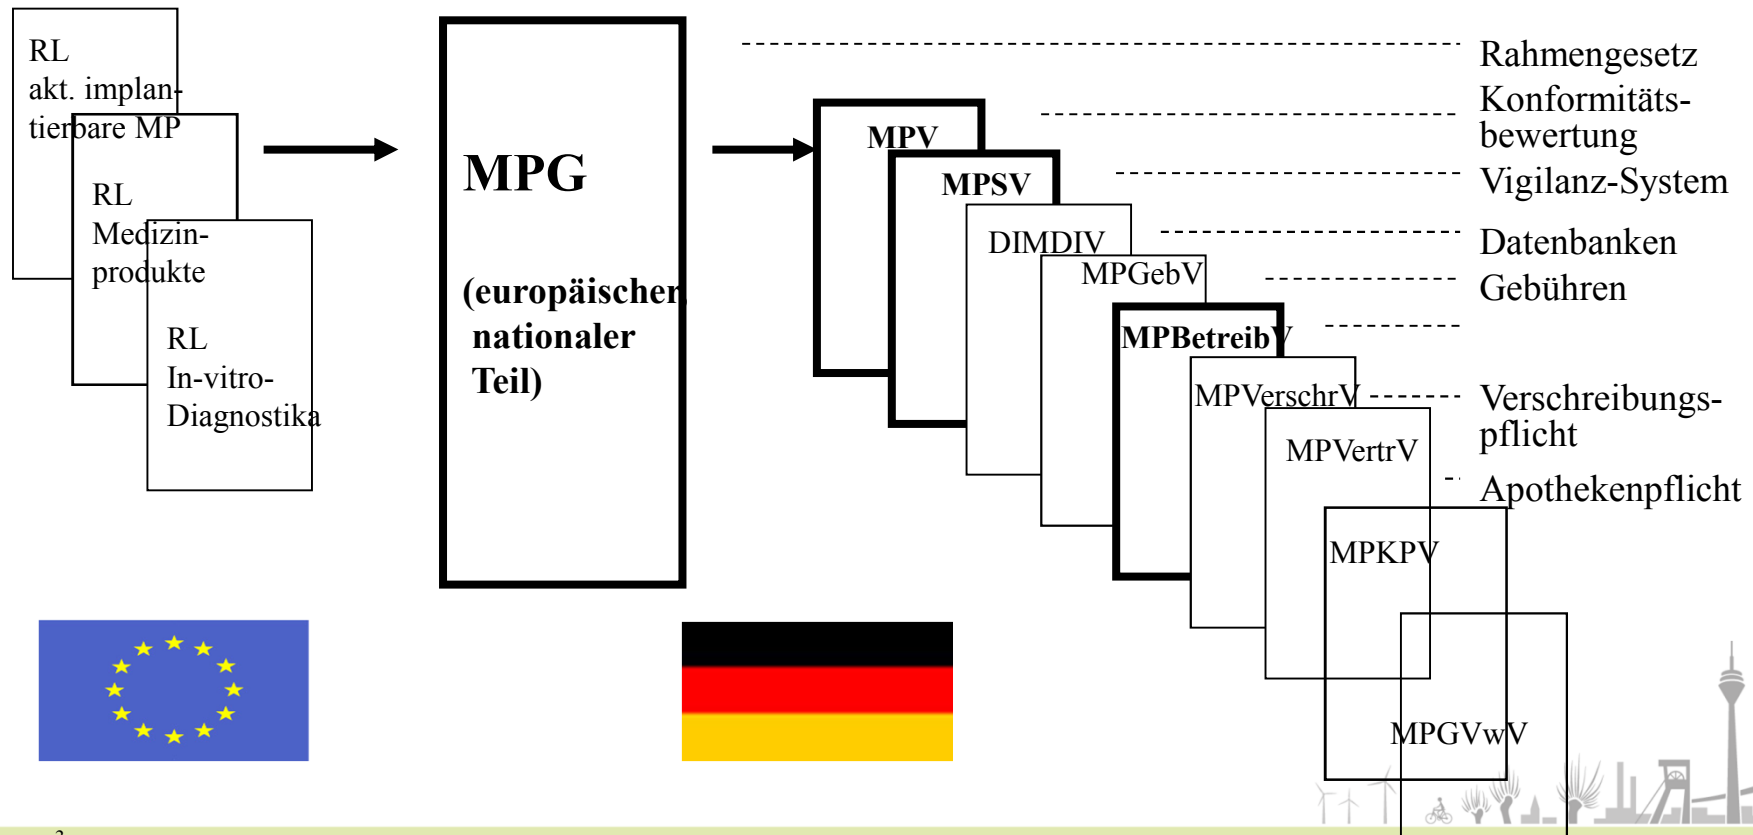 RL
akt. implan-
tierbare MP
RL
Medizin-
produkte
RL
In-vitro-
Diagnostika
MPG
(europäischer,
nationaler
Teil)
MPV
MPSV
DIMDIV
MPGebV
MPBetreibV
MPVerschrV
MPVertrV
MPKPV
MPGVwV
Rahmengesetz
Konformitäts-
bewertung
Vigilanz-System
Datenbanken
Gebühren
Verschreibungs-
pflicht
Apothekenpflicht